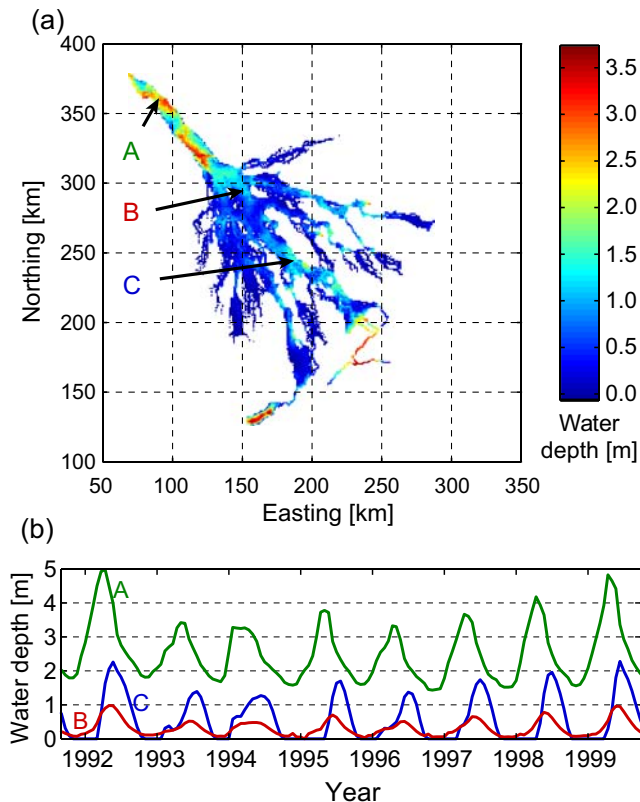 (a)
400
350
300
250
200
150
100
Northing [km]
50
100
150
200
250
300
350
Easting [km]
A
B
C
3.5
3.0
2.5
2.0
1.5
1.0
0.5
0.0
Water
depth [m]
(b)
5
4
3
2
1
0
Water depth [m]
A
B
C
1992
1993
1994
1995
1996
1997
1998
1999
Year